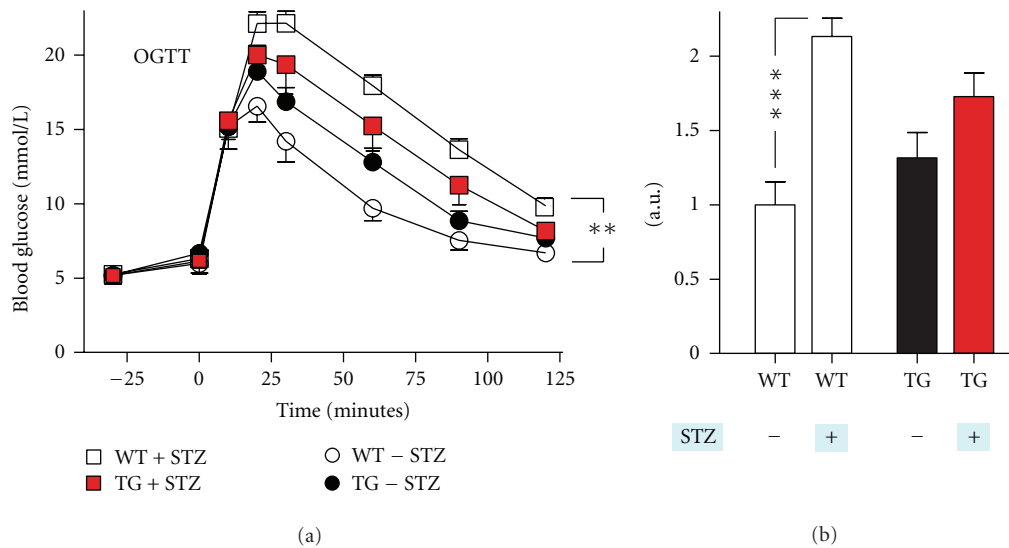 OGTT
Blood glucose (mmol/L)
20
15
10
5
0
−25 0 25 50 75 100 125
Time (minutes)
**
WT + STZ
TG + STZ
WT − STZ
TG − STZ
(a)
(a.u.)
2
1.5
1
0.5
0
***
WT WT TG TG
STZ − + − +
(b)